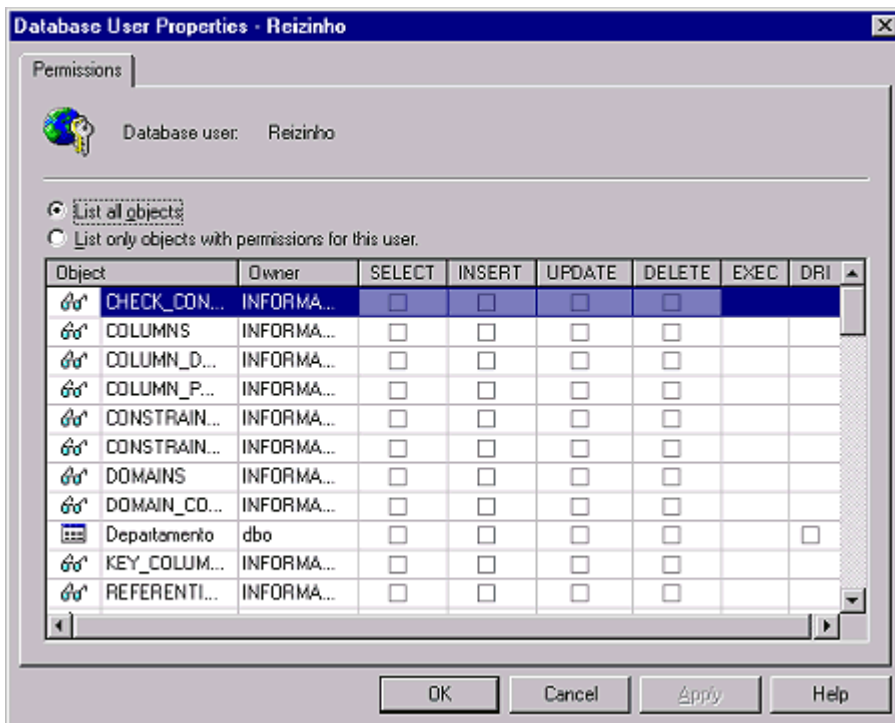 Database User Properties - Reizinho
Permissions
Database user: Reizinho
List all objects
List only objects with permissions for this user.
Object Owner SELECT INSERT UPDATE DELETE EXEC DRI
CHECK_CON... INFORMA...
COLUMNS INFORMA...
COLUMN_D... INFORMA...
COLUMN_P... INFORMA...
CONSTRAIN... INFORMA...
CONSTRAIN... INFORMA...
DOMAINS INFORMA...
DOMAIN_CO... INFORMA...
Departamento dbo
KEY_COLUM... INFORMA...
REFERENTI... INFORMA...
OK Cancel Apply Help